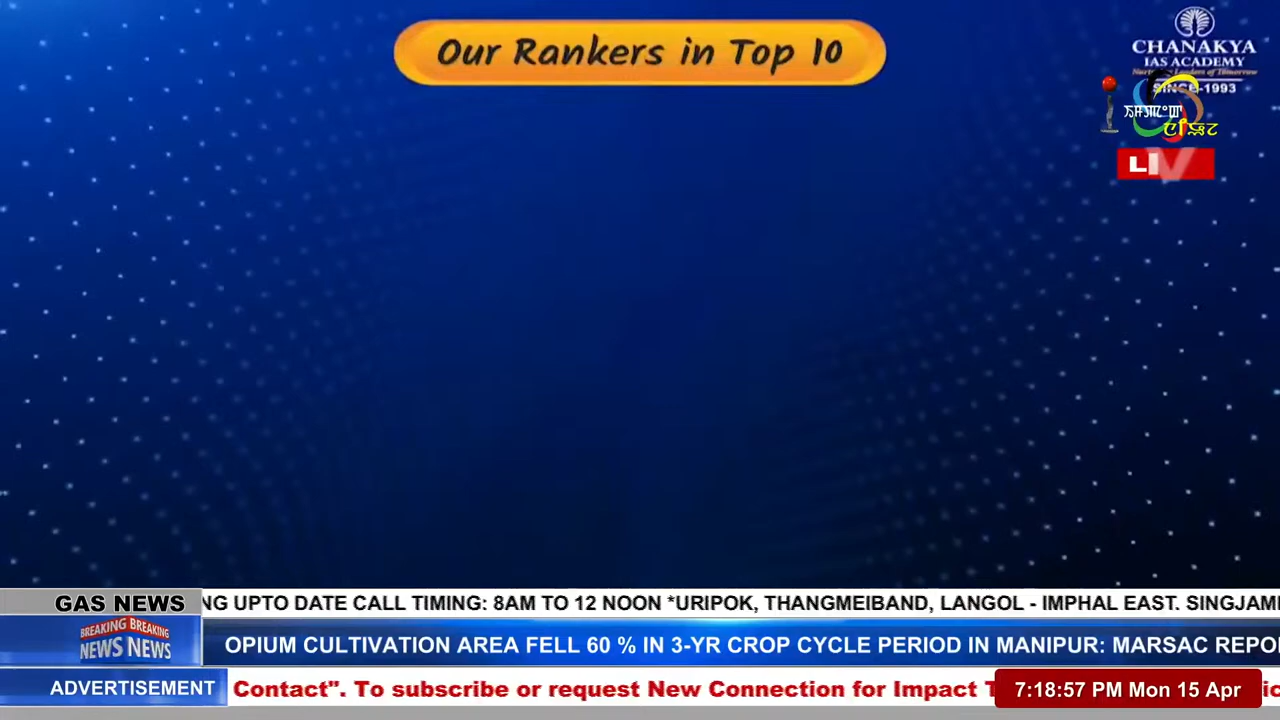 Our Rankers in Top 10
CHANAKYA
IAS ACADEMY
SINCE-1993
GAS NEWS
NG UPTO DATE CALL TIMING: 8AM TO 12 NOON *URIPOK, THANGMEIBAND, LANGOL - IMPHAL EAST. SINGJAM
BREAKING BREAKING
NEWS NEWS
OPIUM CULTIVATION AREA FELL 60 % IN 3-YR CROP CYCLE PERIOD IN MANIPUR: MARSAC REPO
ADVERTISEMENT
Contact". To subscribe or request New Connection for Impact T
7:18:57 PM Mon 15 Apr